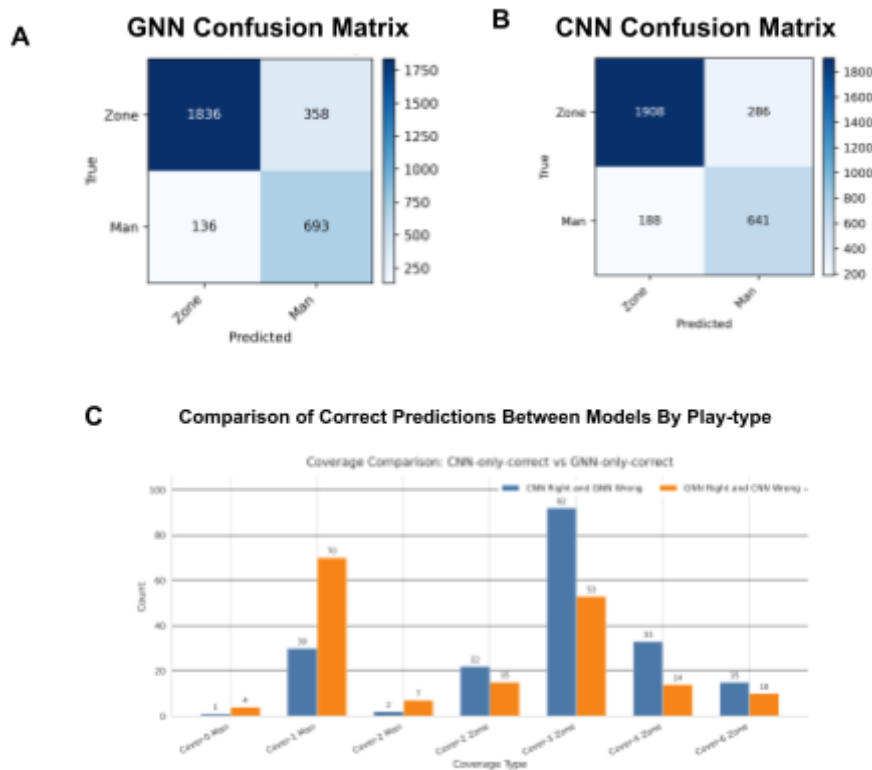 A
GNN Confusion Matrix
Zone
1836
358
True
Man
136
693
Zone
Man
Predicted
1750
1500
1250
1000
750
500
250
B
CNN Confusion Matrix
Zone
1908
286
True
Man
188
641
Zone
Man
Predicted
1800
1600
1400
1200
1000
800
600
400
200
C
Comparison of Correct Predictions Between Models By Play-type
Coverage Comparison: CNN-only-correct vs GNN-only-correct
CNN Right and GNN Wrong
GNN Right and CNN Wrong
100
80
60
40
20
0
Count
1
4
30
70
2
7
22
15
92
53
33
14
15
10
Cover-0 Man
Cover-1 Man
Cover-2 Man
Cover-2 Zone
Cover-3 Zone
Cover-4 Zone
Cover-6 Zone
Coverage Type